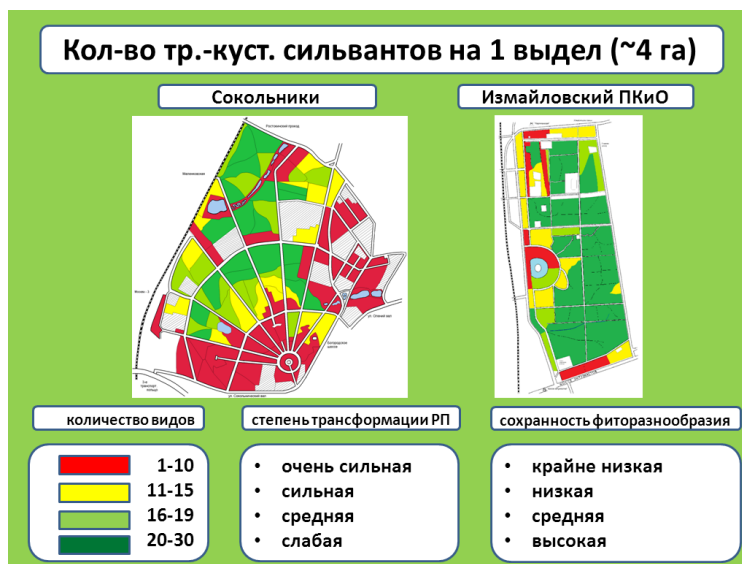 Кол-во тр.-куст. сильвантов на 1 выдел (~4 га)
Сокольники
Измайловский ПКиО
количество видов
степень трансформации РП
сохранность фиторазнообразия
1-10
11-15
16-19
20-30
• очень сильная
• сильная
• средняя
• слабая
• крайне низкая
• низкая
• средняя
• высокая